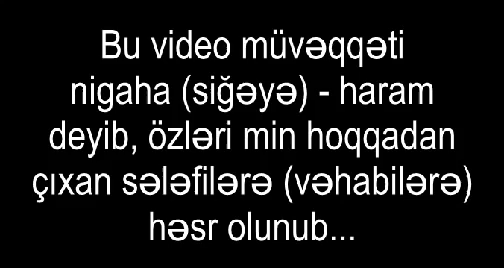 Bu video müvəqqəti
nigaha (siğəyə) - haram
deyib, özləri min hoqqadan
çıxan sələfilərə (vəhabilərə)
həsr olunub...